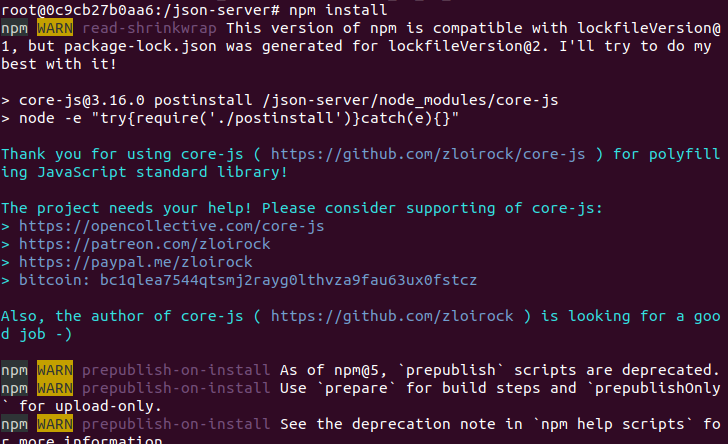 root@0c9cb27b0aa6:/json-server# npm install
npm WARN read-shrinkwrap This version of npm is compatible with lockfileVersion@
1, but package-lock.json was generated for lockfileVersion@2. I'll try to do my
best with it!
> core-js@3.16.0 postinstall /json-server/node_modules/core-js
> node -e "try{require('./postinstall')}catch(e){}"
Thank you for using core-js ( https://github.com/zloirock/core-js ) for polyfill
ing JavaScript standard library!
The project needs your help! Please consider supporting of core-js:
> https://opencollective.com/core-js
> https://patreon.com/zloirock
> https://paypal.me/zloirock
> bitcoin: bc1qlea7544qtsmj2rayg0lthvza9fau63ux0fstcz
Also, the author of core-js ( https://github.com/zloirock ) is looking for a goo
d job -)
npm WARN prepublish-on-install As of npm@5, `prepublish` scripts are deprecated.
npm WARN prepublish-on-install Use `prepare` for build steps and `prepublishOnly
` for upload-only.
npm WARN prepublish-on-install See the deprecation note in `npm help scripts` fo
r more information.